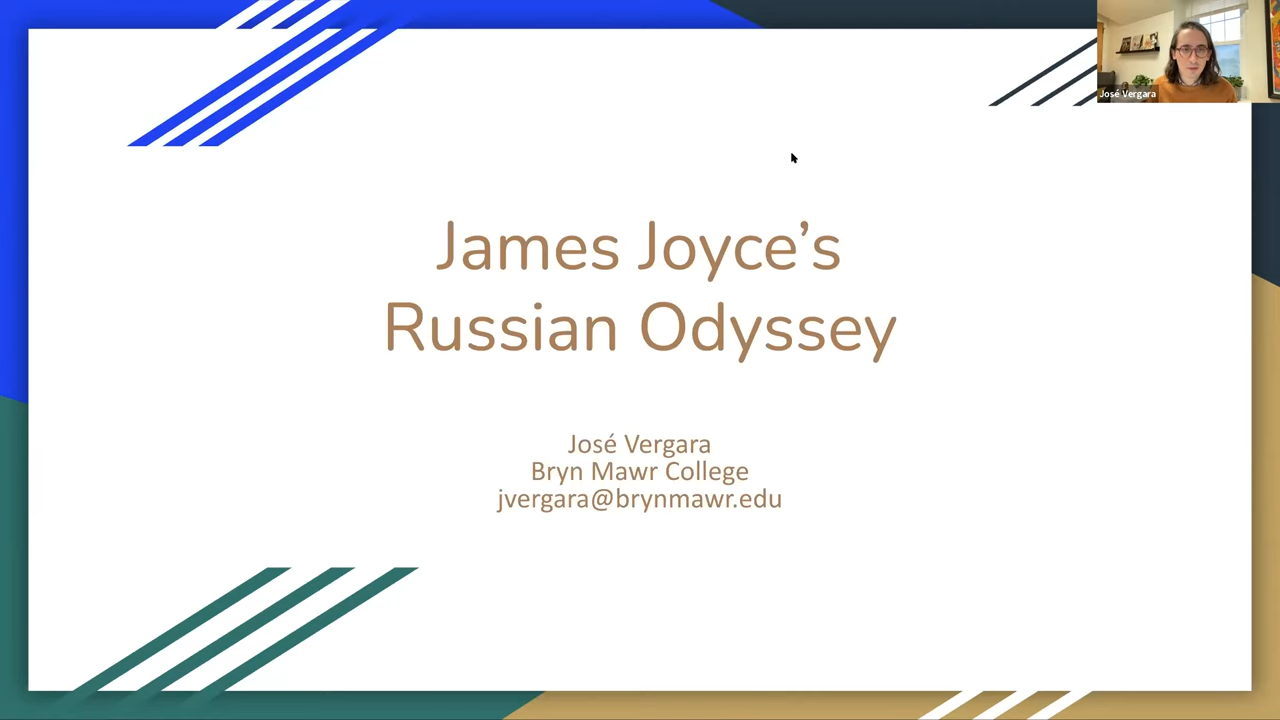 José Vergara
James Joyce’s
Russian Odyssey
José Vergara
Bryn Mawr College
jvergara@brynmawr.edu